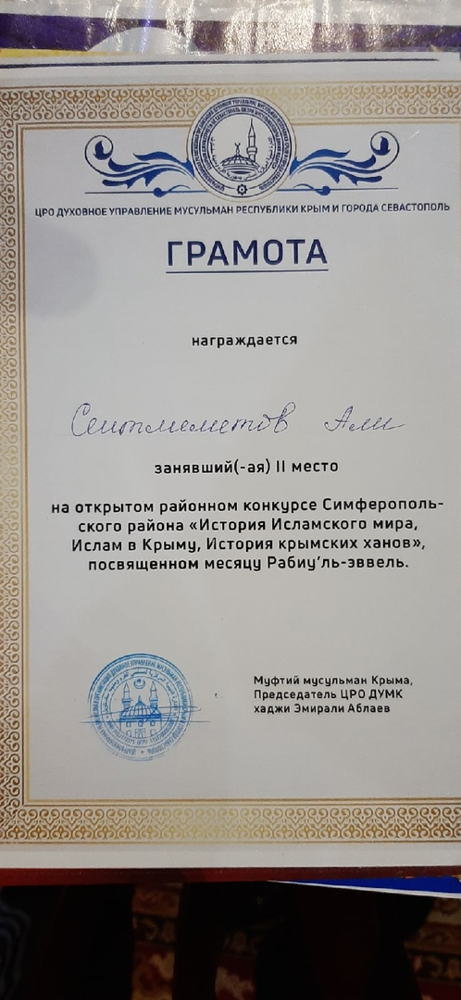 ЦРО ДУХОВНОЕ УПРАВЛЕНИЕ МУСУЛЬМАН РЕСПУБЛИКИ КРЫМ И ГОРОДА СЕВАСТОПОЛЬ
ГРАМОТА
награждается
Сеитмеметов Али
занявший(-ая) II место
на открытом районном конкурсе Симферополь-
ского района «История Исламского мира,
Ислам в Крыму, История крымских ханов»,
посвященном месяцу Рабиу’ль-эввель.
Муфтий мусульман Крыма,
Председатель ЦРО ДУМК
хаджи Эмирали Аблаев